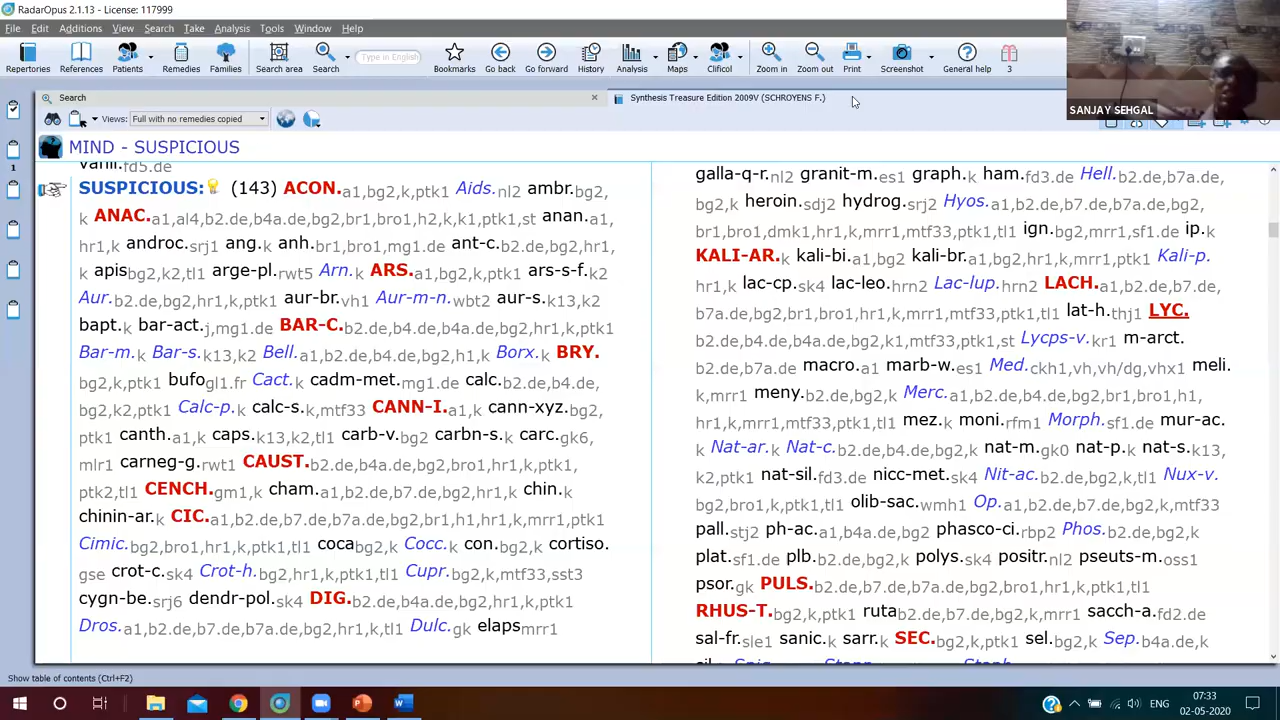 RadarOpus 2.1.13 - License: 117999
File Edit Additions View Search Take Analysis Tools Window Help
Repertories References Patients Remedies Families Search area Search Type in English Bookmarks Go back Go forward History Analysis Maps Clificol Zoom in Zoom out Print Screenshot General help 3
SANJAY SEHGAL
Search
Synthesis Treasure Edition 2009V (SCHROYENS F.)
1
Views: Full with no remedies copied
MIND - SUSPICIOUS
vanil.fd5.de
SUSPICIOUS: (143) ACON.a1,bg2,k,ptk1 Aids.nl2 ambr.bg2,
k ANAC.a1,al4,b2.de,b4a.de,bg2,br1,bro1,h2,k,k1,ptk1,st anan.a1,
hr1,k androc.srj1 ang.k anh.br1,bro1,mg1.de ant-c.b2.de,bg2,hr1,
k apisbg2,k2,tl1 arge-pl.rwt5 Arn.k ARS.a1,bg2,k,ptk1 ars-s-f.k2
Aur.b2.de,bg2,hr1,k,ptk1 aur-br.vh1 Aur-m-n.wbt2 aur-s.k13,k2
bapt.k bar-act.j,mg1.de BAR-C.b2.de,b4.de,b4a.de,bg2,hr1,k,ptk1
Bar-m.k Bar-s.k13,k2 Bell.a1,b2.de,b4.de,bg2,h1,k Borx.k BRY.
bg2,k,ptk1 bufogl1.fr Cact.k cadm-met.mg1.de calc.b2.de,b4.de,
bg2,k2,ptk1 Calc-p.k calc-s.k,mtf33 CANN-I.a1,k cann-xyz.bg2,
ptk1 canth.a1,k caps.k13,k2,tl1 carb-v.bg2 carbn-s.k carc.gk6,
mlr1 carneg-g.rwt1 CAUST.b2.de,b4a.de,bg2,bro1,hr1,k,ptk1,
ptk2,tl1 CENCH.gm1,k cham.a1,b2.de,b7.de,bg2,hr1,k chin.k
chinin-ar.k CIC.a1,b2.de,b7.de,b7a.de,bg2,br1,h1,hr1,k,mrr1,ptk1
Cimic.bg2,bro1,hr1,k,ptk1,tl1 cocabg2,k Cocc.k con.bg2,k cortiso.
gse crot-c.sk4 Crot-h.bg2,hr1,k,ptk1,tl1 Cupr.bg2,k,mtf33,sst3
cygn-be.srj6 dendr-pol.sk4 DIG.b2.de,b4a.de,bg2,hr1,k,ptk1
Dros.a1,b2.de,b7.de,b7a.de,bg2,hr1,k,tl1 Dulc.gk elapsmrr1
galla-q-r.nl2 granit-m.es1 graph.k ham.fd3.de Hell.b2.de,b7a.de,
bg2,k heroin.sdj2 hydrog.srj2 Hyos.a1,b2.de,b7.de,b7a.de,bg2,
br1,bro1,dmk1,hr1,k,mrr1,mtf33,ptk1,tl1 ign.bg2,mrr1,sf1.de ip.k
KALI-AR.k kali-bi.a1,bg2 kali-br.a1,bg2,hr1,k,mrr1,ptk1 Kali-p.
hr1,k lac-cp.sk4 lac-leo.hrn2 Lac-lup.hrn2 LACH.a1,b2.de,b7.de,
b7a.de,bg2,br1,bro1,hr1,k,mrr1,mtf33,ptk1,tl1 lat-h.thj1 LYC.
b2.de,b4.de,b4a.de,bg2,k1,mtf33,ptk1,st Lycps-v.kr1 m-arct.
b2.de,b7a.de macro.a1 marb-w.es1 Med.ckh1,vh,vh/dg,vhx1 meli.
k,mrr1 meny.b2.de,bg2,k Merc.a1,b2.de,b4a.de,bg2,br1,bro1,h1,
hr1,k,mrr1,mtf33,ptk1,tl1 mez.k moni.rfm1 Morph.sf1.de mur-ac.
k Nat-ar.k Nat-c.b2.de,b4.de,bg2,k nat-m.gk0 nat-p.k nat-s.k13,
k2,ptk1 nat-sil.fd3.de nicc-met.sk4 Nit-ac.bg2,k,ptk1 Nux-v.
bg2,bro1,k,ptk1,tl1 olib-sac.wmh1 Op.a1,b2.de,b7.de,bg2,k,mtf33
pall.stj2 ph-ac.a1,b4a.de,bg2 phasco-ci.rbp2 Phos.b2.de,bg2,k
plat.sf1.de plb.b2.de,bg2,k polys.sk4 positr.nl2 pseuts-m.oss1
psor.gk PULS.b2.de,b7.de,b7a.de,bg2,bro1,hr1,k,ptk1,tl1
RHUS-T.bg2,k,ptk1 rutab2.de,b7.de,bg2,k,mrr1 sacch-a.fd2.de
sal-fr.sle1 sanic.k sarr.k SEC.bg2,k,ptk1 sel.bg2,k Sep.b4a.de,k
Show table of contents (Ctrl+F2)
ENG
07:33
02-05-2020